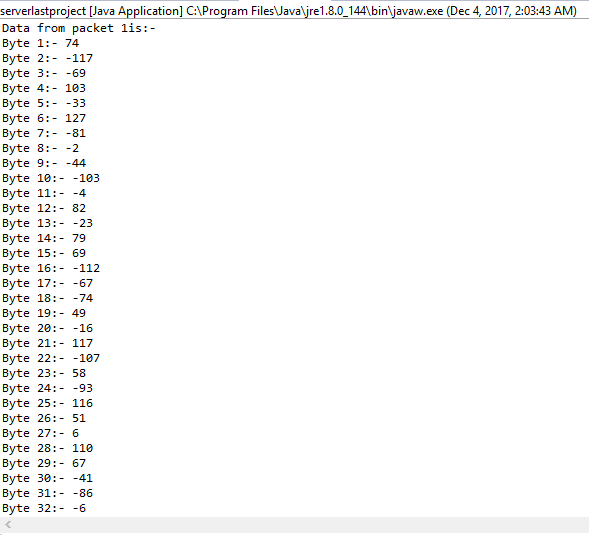 serverlastproject [Java Application] C:\Program Files\Java\jre1.8.0_144\bin\javaw.exe (Dec 4, 2017, 2:03:43 AM)
Data from packet 1is:-
Byte 1:- 74
Byte 2:- -117
Byte 3:- -69
Byte 4:- 103
Byte 5:- -33
Byte 6:- 127
Byte 7:- -81
Byte 8:- -2
Byte 9:- -44
Byte 10:- -103
Byte 11:- -4
Byte 12:- 82
Byte 13:- -23
Byte 14:- 79
Byte 15:- 69
Byte 16:- -112
Byte 17:- -67
Byte 18:- -74
Byte 19:- 49
Byte 20:- -16
Byte 21:- 117
Byte 22:- -107
Byte 23:- 58
Byte 24:- -93
Byte 25:- 116
Byte 26:- 51
Byte 27:- 6
Byte 28:- 110
Byte 29:- 67
Byte 30:- -41
Byte 31:- -86
Byte 32:- -6